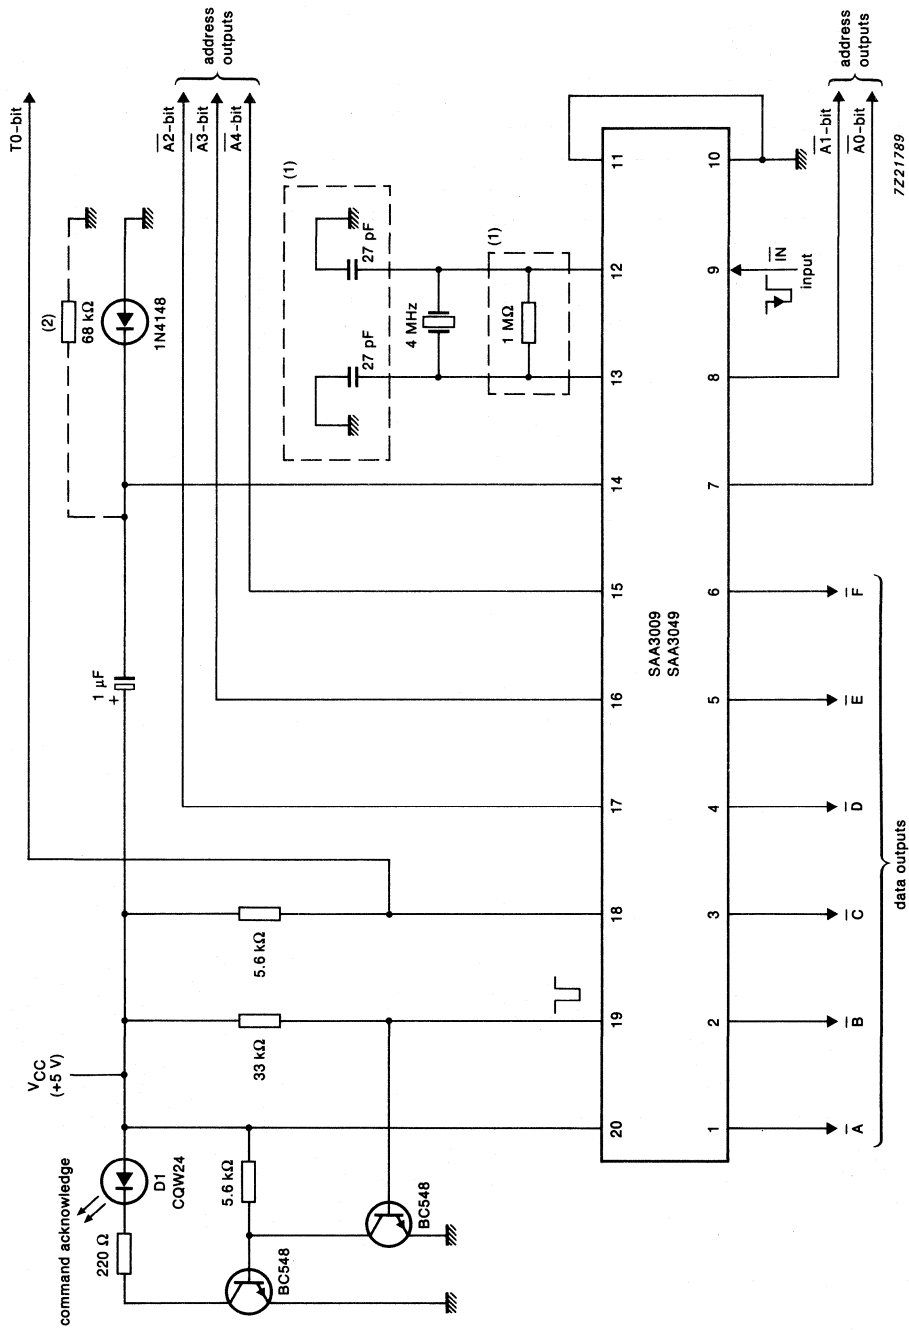 T0-bit
A2-bit
A3-bit
A4-bit
address
outputs
(2)
68 kΩ
1N4148
(1)
27 pF
27 pF
4 MHz
(1)
1 MΩ
1 μF
+
VCC
(+5 V)
command acknowledge
D1
CQW24
220 Ω
5.6 kΩ
33 kΩ
5.6 kΩ
BC548
BC548
20
19
18
17
16
15
14
13
12
11
SAA3009
SAA3049
1
2
3
4
5
6
7
8
9
10
IN
input
A
B
C
D
E
F
data outputs
A1-bit
A0-bit
address
outputs
7Z21789